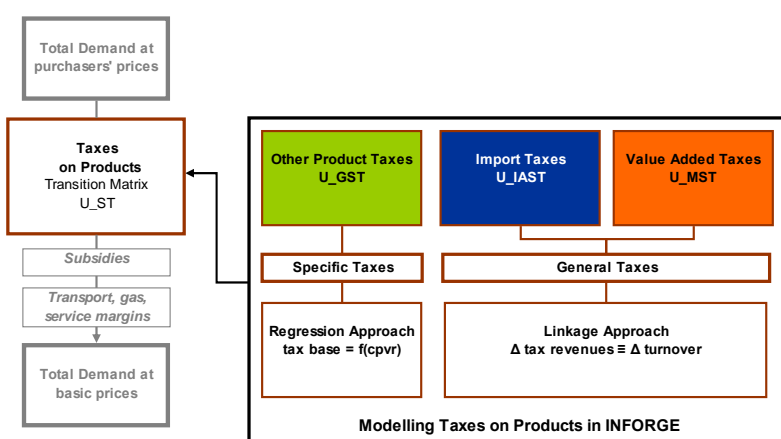 Total Demand at
purchasers' prices
Taxes
on Products
Transition Matrix
U_ST
Subsidies
Transport, gas,
service margins
Total Demand at
basic prices
Other Product Taxes
U_GST
Import Taxes
U_IAST
Value Added Taxes
U_MST
Specific Taxes
General Taxes
Regression Approach
tax base = f(cpvr)
Linkage Approach
Δ tax revenues ≡ Δ turnover
Modelling Taxes on Products in INFORGE